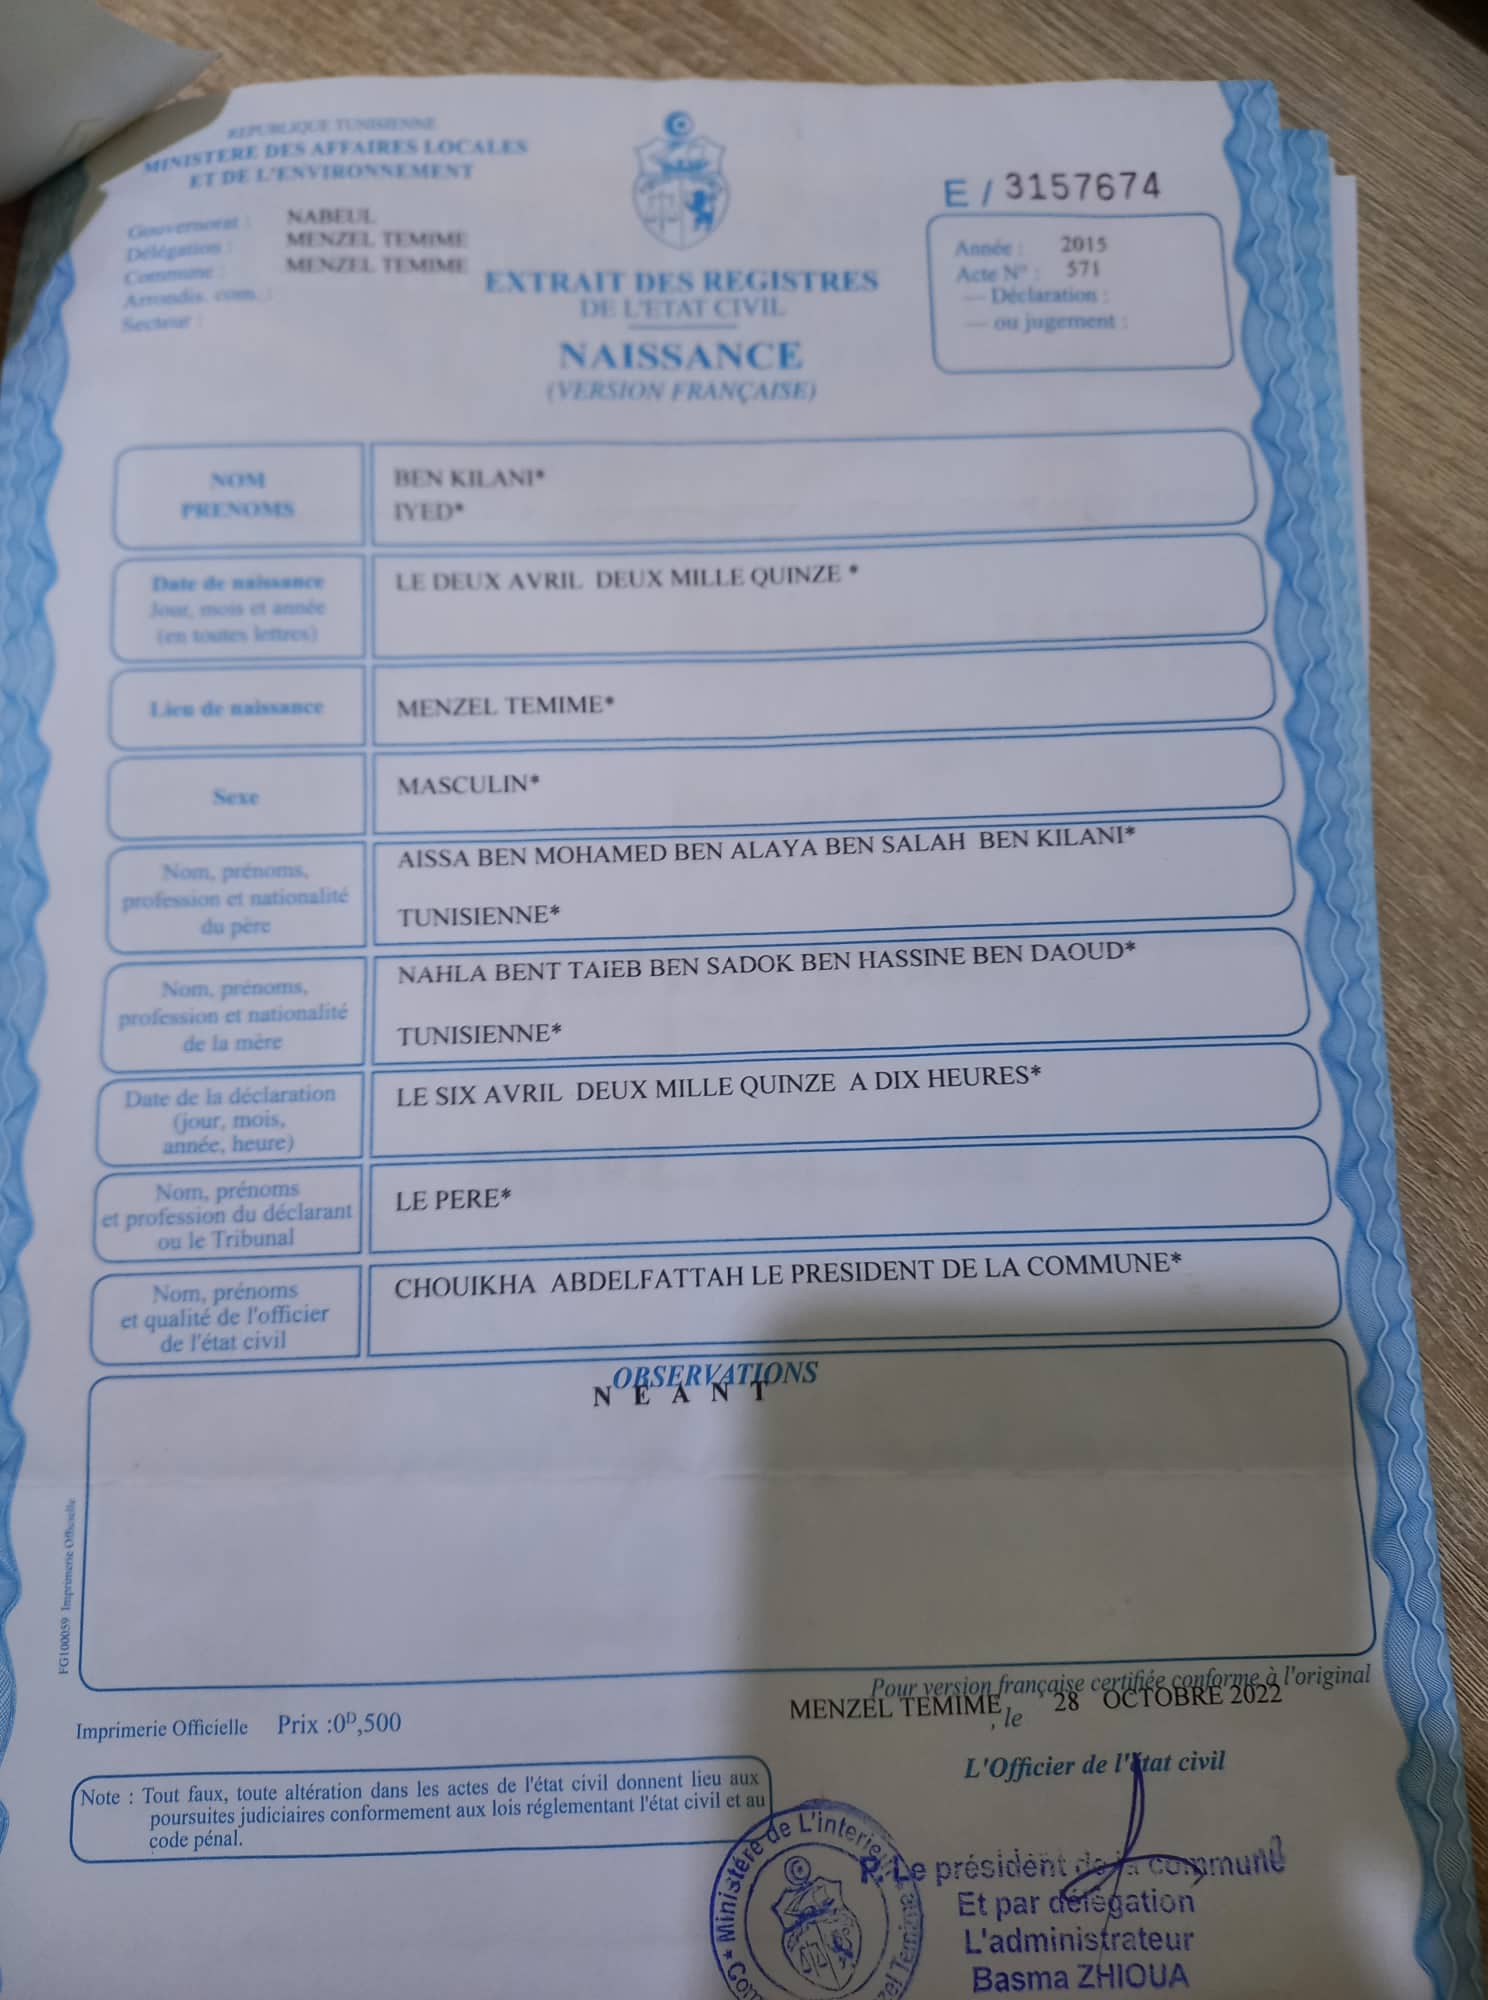 REPUBLIQUE TUNISIENNE
MINISTERE DES AFFAIRES LOCALES
ET DE L'ENVIRONNEMENT
Gouvernorat : NABEUL
Délégation : MENZEL TEMIME
Commune : MENZEL TEMIME
Arrondis. com. :
Secteur :
EXTRAIT DES REGISTRES
DE L'ETAT CIVIL
NAISSANCE
(VERSION FRANÇAISE)
E / 3157674
Année : 2015
Acte N° : 571
— Déclaration :
— ou jugement :
NOM
PRENOMS
BEN KILANI*
IYED*
Date de naissance
Jour, mois et année
(en toutes lettres)
LE DEUX AVRIL DEUX MILLE QUINZE *
Lieu de naissance
MENZEL TEMIME*
Sexe
MASCULIN*
Nom, prénoms,
profession et nationalité
du père
AISSA BEN MOHAMED BEN ALAYA BEN SALAH BEN KILANI*
TUNISIENNE*
Nom, prénoms,
profession et nationalité
de la mère
NAHLA BENT TAIEB BEN SADOK BEN HASSINE BEN DAOUD*
TUNISIENNE*
Date de la déclaration
(jour, mois,
année, heure)
LE SIX AVRIL DEUX MILLE QUINZE A DIX HEURES*
Nom, prénoms
et profession du déclarant
ou le Tribunal
LE PERE*
Nom, prénoms
et qualité de l'officier
de l'état civil
CHOUIKHA ABDELFATTAH LE PRESIDENT DE LA COMMUNE*
OBSERVATIONS
N E A N T
FG100059 Imprimerie Officielle
Pour version française certifiée conforme à l'original
MENZEL TEMIME , le 28 OCTOBRE 2022
Imprimerie Officielle Prix :0ᴰ,500
L'Officier de l'état civil
Note : Tout faux, toute altération dans les actes de l'état civil donnent lieu aux
poursuites judiciaires conformement aux lois réglementant l'état civil et au
code pénal.
Ministère de L'interieu
P. Le président de la commune
Et par délégation
L'administrateur
Basma ZHIOUA